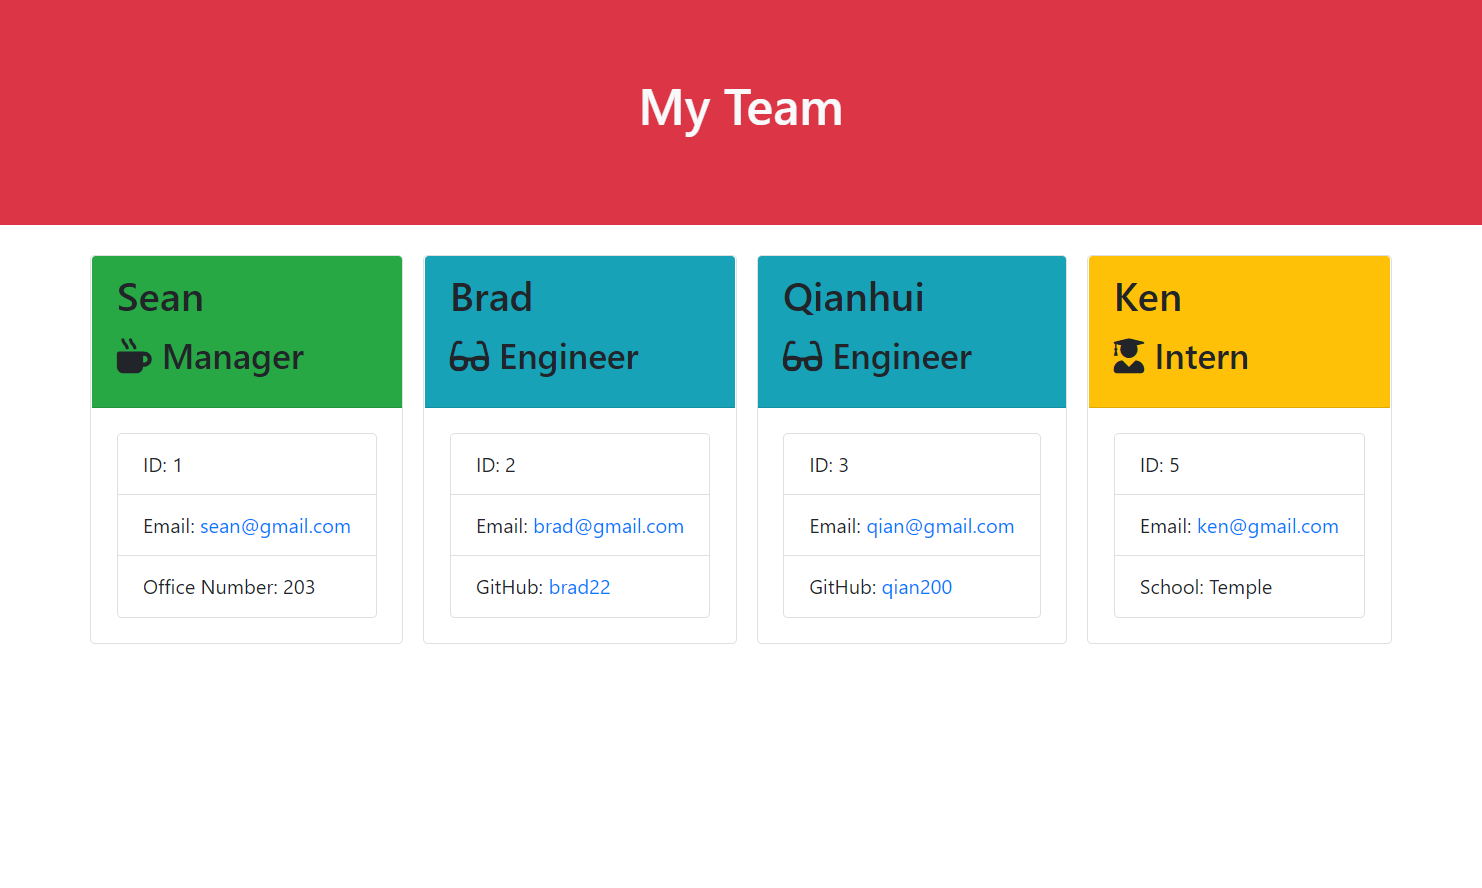 My Team
Sean
Manager
ID: 1
Email: sean@gmail.com
Office Number: 203
Brad
Engineer
ID: 2
Email: brad@gmail.com
GitHub: brad22
Qianhui
Engineer
ID: 3
Email: qian@gmail.com
GitHub: qian200
Ken
Intern
ID: 5
Email: ken@gmail.com
School: Temple